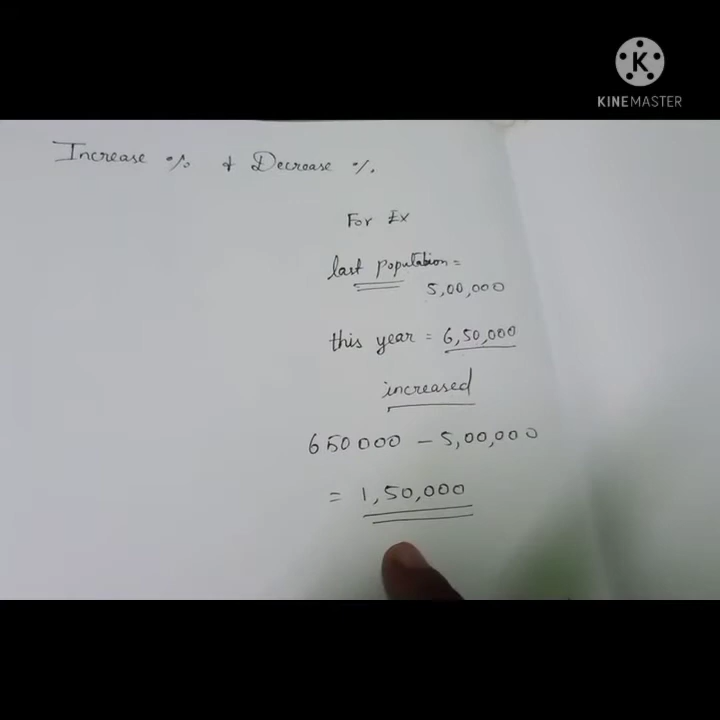 K
KINEMASTER
Increase % & Decrease %.
For Ex
last population =
5,00,000
this year = 6,50,000
increased
650000 - 5,00,000
= 1,50,000